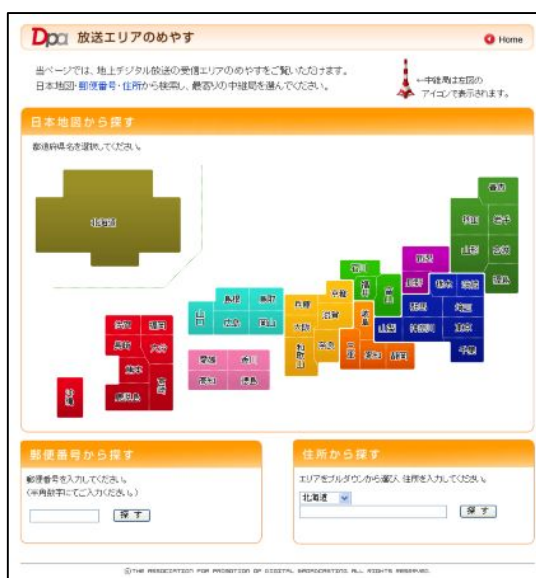 Dpa 放送エリアのめやす
Home
当ページでは、地上デジタル放送の受信エリアのめやすをご覧いただけます。
日本地図・郵便番号・住所から検索し、最寄りの中継局を選んでください。
←中継局は左図の
アイコンで表示されます。
日本地図から探す
都道府県名を選択してください。
北海道
青森
秋田 岩手
山形 宮城
福島
新潟
長野
石川
福井
富山
栃木 茨城
群馬 埼玉
山梨 神奈川 東京
千葉
岐阜
三重 愛知 静岡
京都
兵庫 滋賀
大阪
和歌山
奈良
島根 鳥取
山口
広島 岡山
愛媛 香川
高知 徳島
佐賀 福岡
長崎 大分
熊本
宮崎
鹿児島
沖縄
郵便番号から探す
郵便番号を入力してください。
(半角数字にてご入力ください。)
探す
住所から探す
エリアをプルダウンから選び、住所を入力してください。
北海道
探す
©THE ASSOCIATION FOR PROMOTION OF DIGITAL BROADCASTING ALL RIGHTS RESERVED.